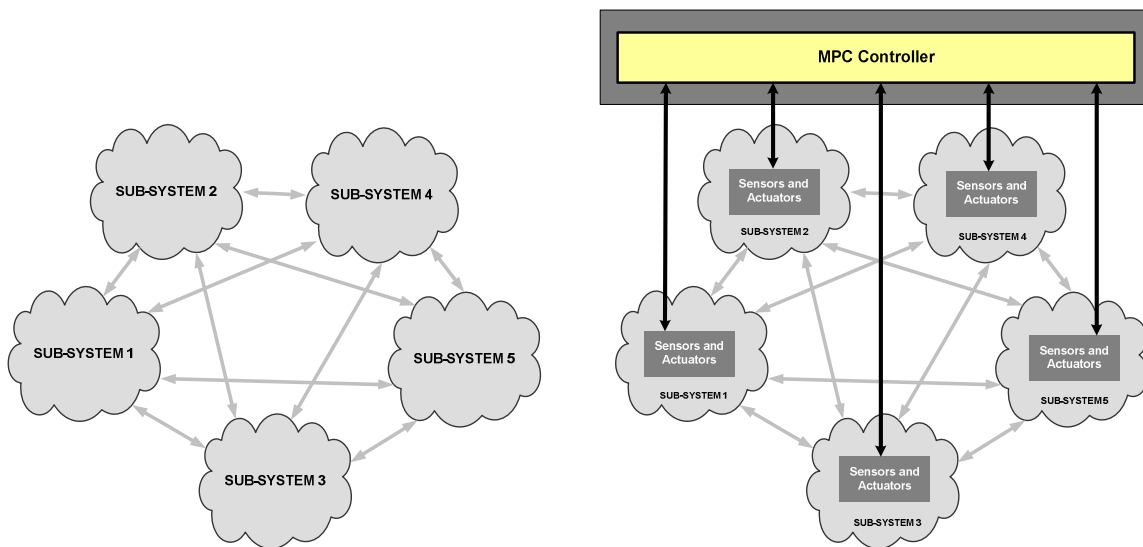 SUB-SYSTEM 2
SUB-SYSTEM 4
SUB-SYSTEM 1
SUB-SYSTEM 5
SUB-SYSTEM 3
MPC Controller
Sensors and
Actuators
SUB-SYSTEM 2
Sensors and
Actuators
SUB-SYSTEM 4
Sensors and
Actuators
SUB-SYSTEM 1
Sensors and
Actuators
SUB-SYSTEM 5
Sensors and
Actuators
SUB-SYSTEM 3